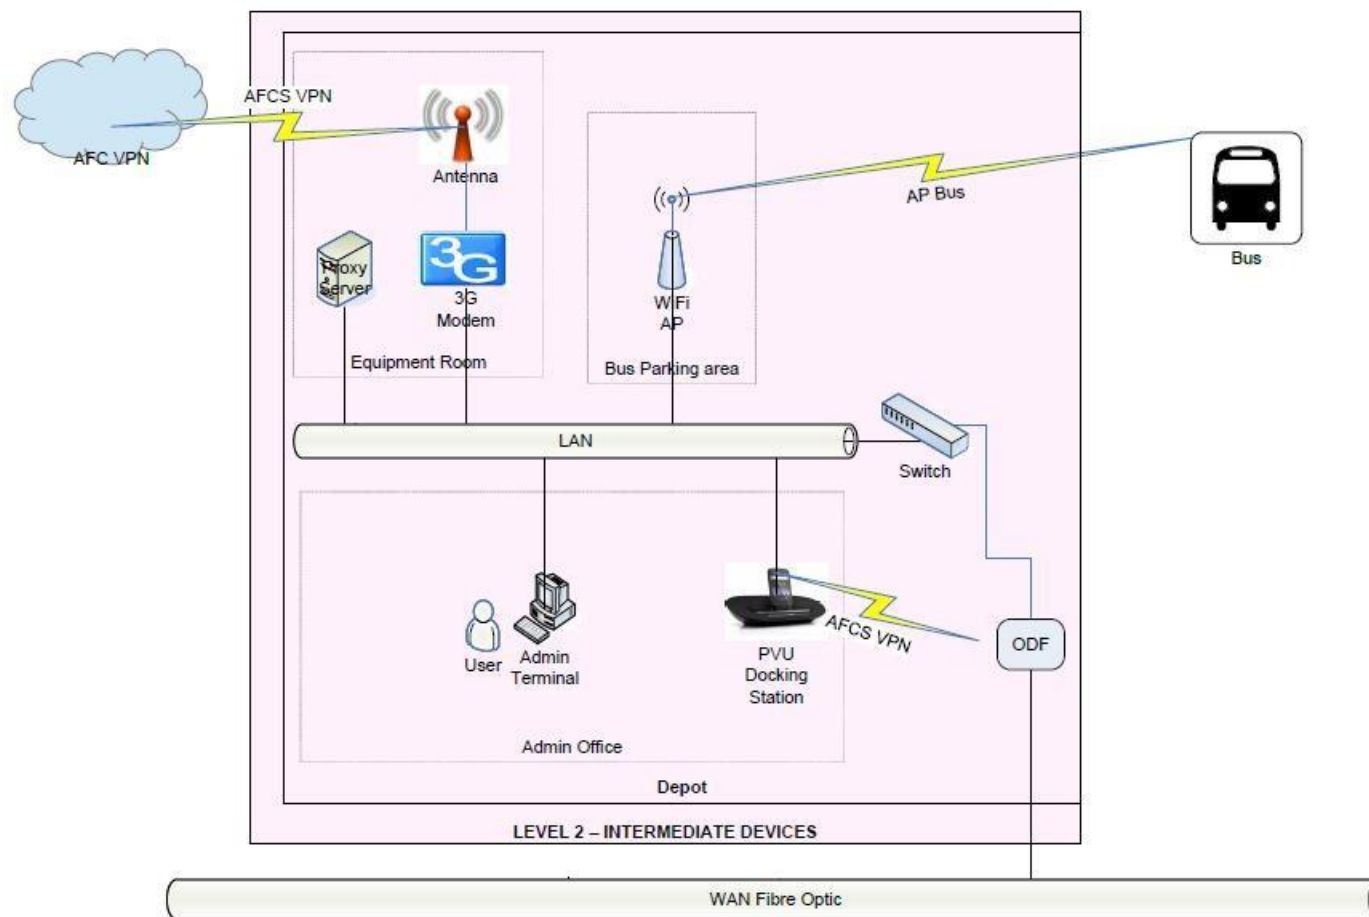 AFCS VPN
AFC VPN
Antenna
AP Bus
Bus
Proxy
Server
3G
3G
Modem
WiFi
AP
Equipment Room
Bus Parking area
LAN
Switch
User
Admin
Terminal
PVU
Docking
Station
AFCS VPN
ODF
Admin Office
Depot
LEVEL 2 – INTERMEDIATE DEVICES
WAN Fibre Optic